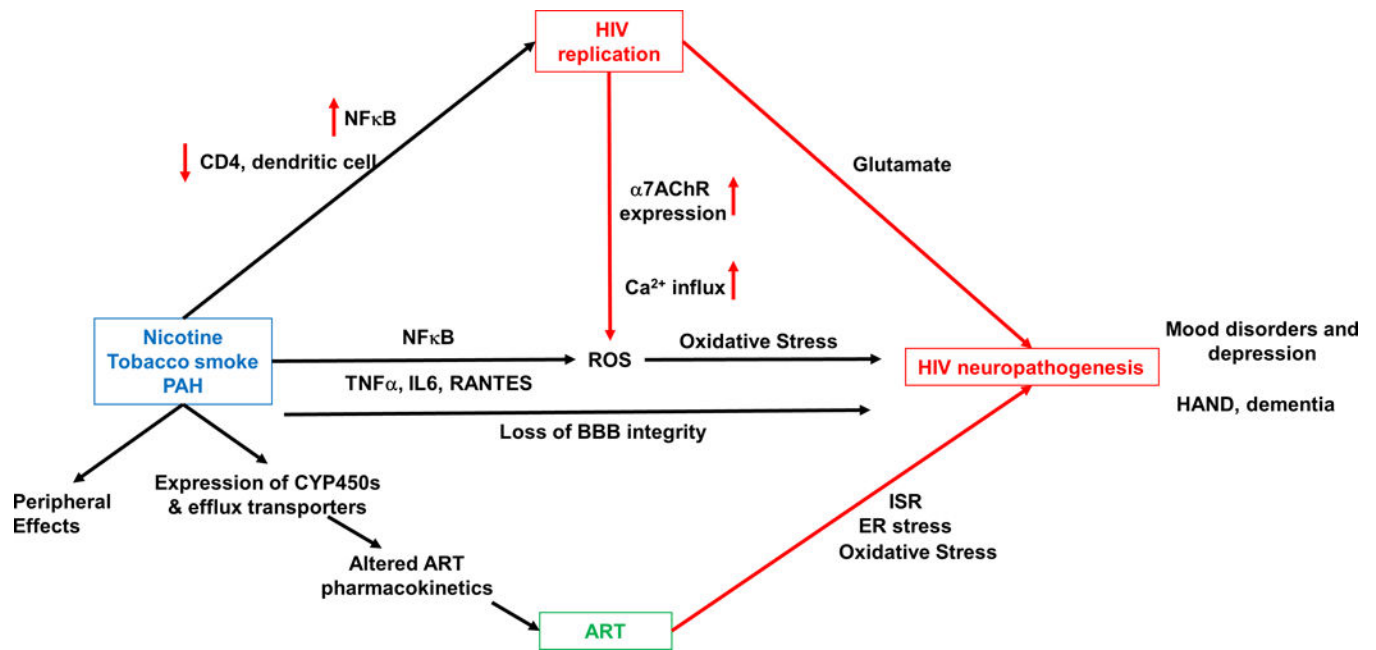 HIV
replication
NFκB
CD4, dendritic cell
Glutamate
α7AChR
expression
Ca²⁺ influx
Nicotine
Tobacco smoke
PAH
NFκB
TNFα, IL6, RANTES
ROS
Oxidative Stress
HIV neuropathogenesis
Mood disorders and
depression
HAND, dementia
Loss of BBB integrity
Peripheral
Effects
Expression of CYP450s
& efflux transporters
Altered ART
pharmacokinetics
ISR
ER stress
Oxidative Stress
ART